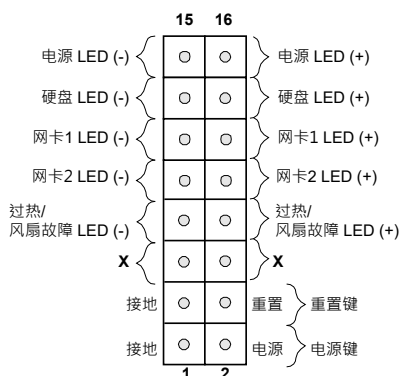 15 16
电源 LED (-) 电源 LED (+)
硬盘 LED (-) 硬盘 LED (+)
网卡1 LED (-) 网卡1 LED (+)
网卡2 LED (-) 网卡2 LED (+)
过热/ 过热/
风扇故障 LED (-) 风扇故障 LED (+)
X X
接地 重置 重置键
接地 电源 电源键
1 2